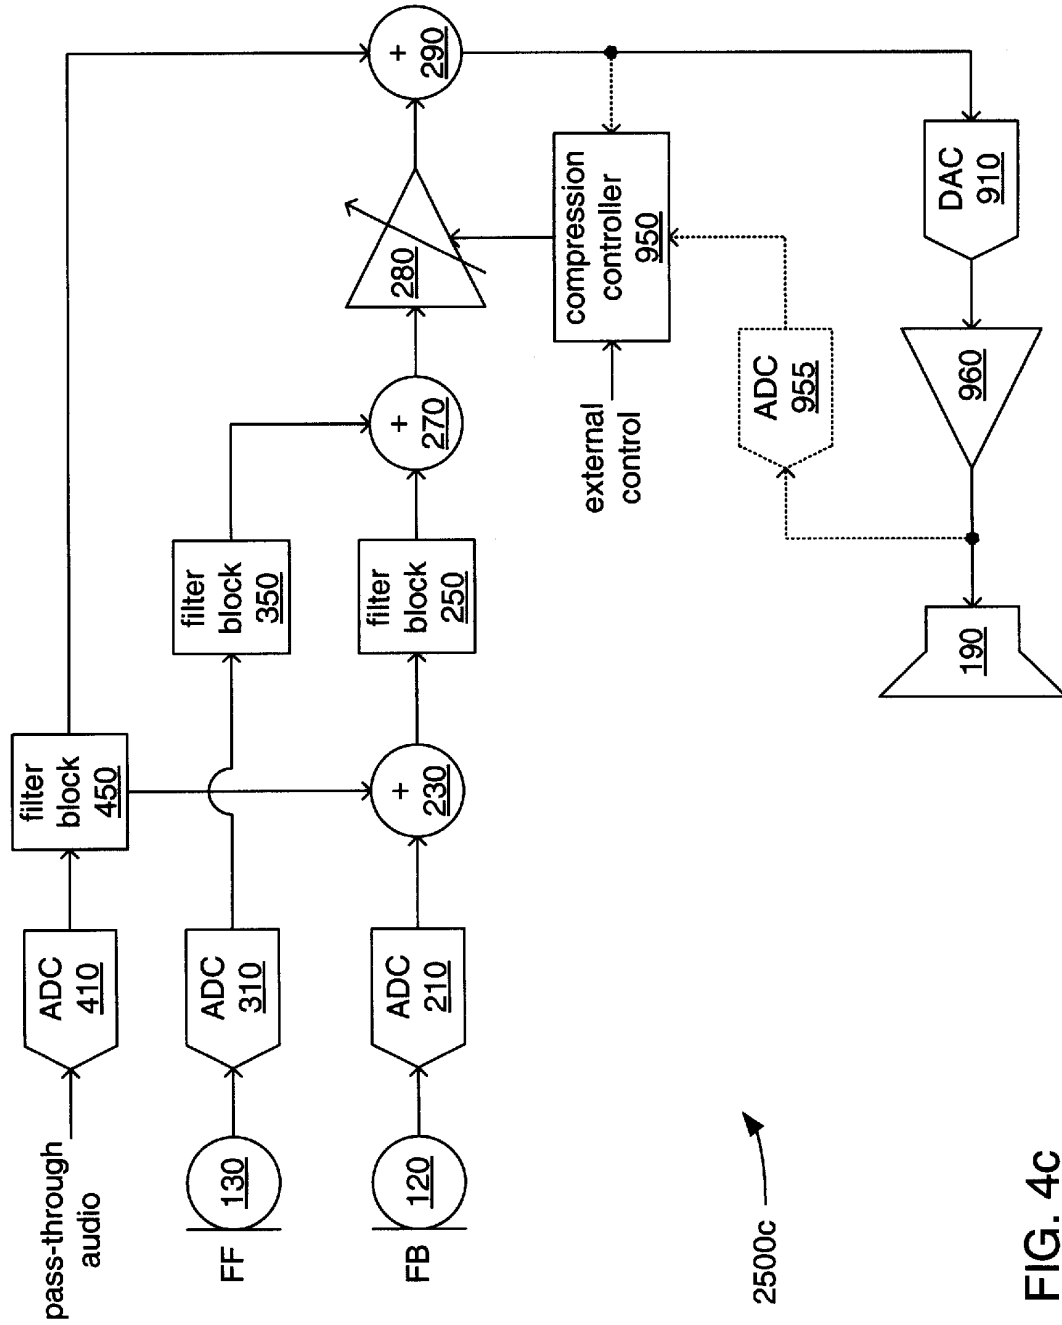 pass-through
audio
ADC
410
filter
block
450
+
290
FF
130
ADC
310
filter
block
350
FB
120
ADC
210
+
230
filter
block
250
+
270
280
external
control
compression
controller
950
ADC
955
DAC
910
960
190
2500c
FIG. 4c